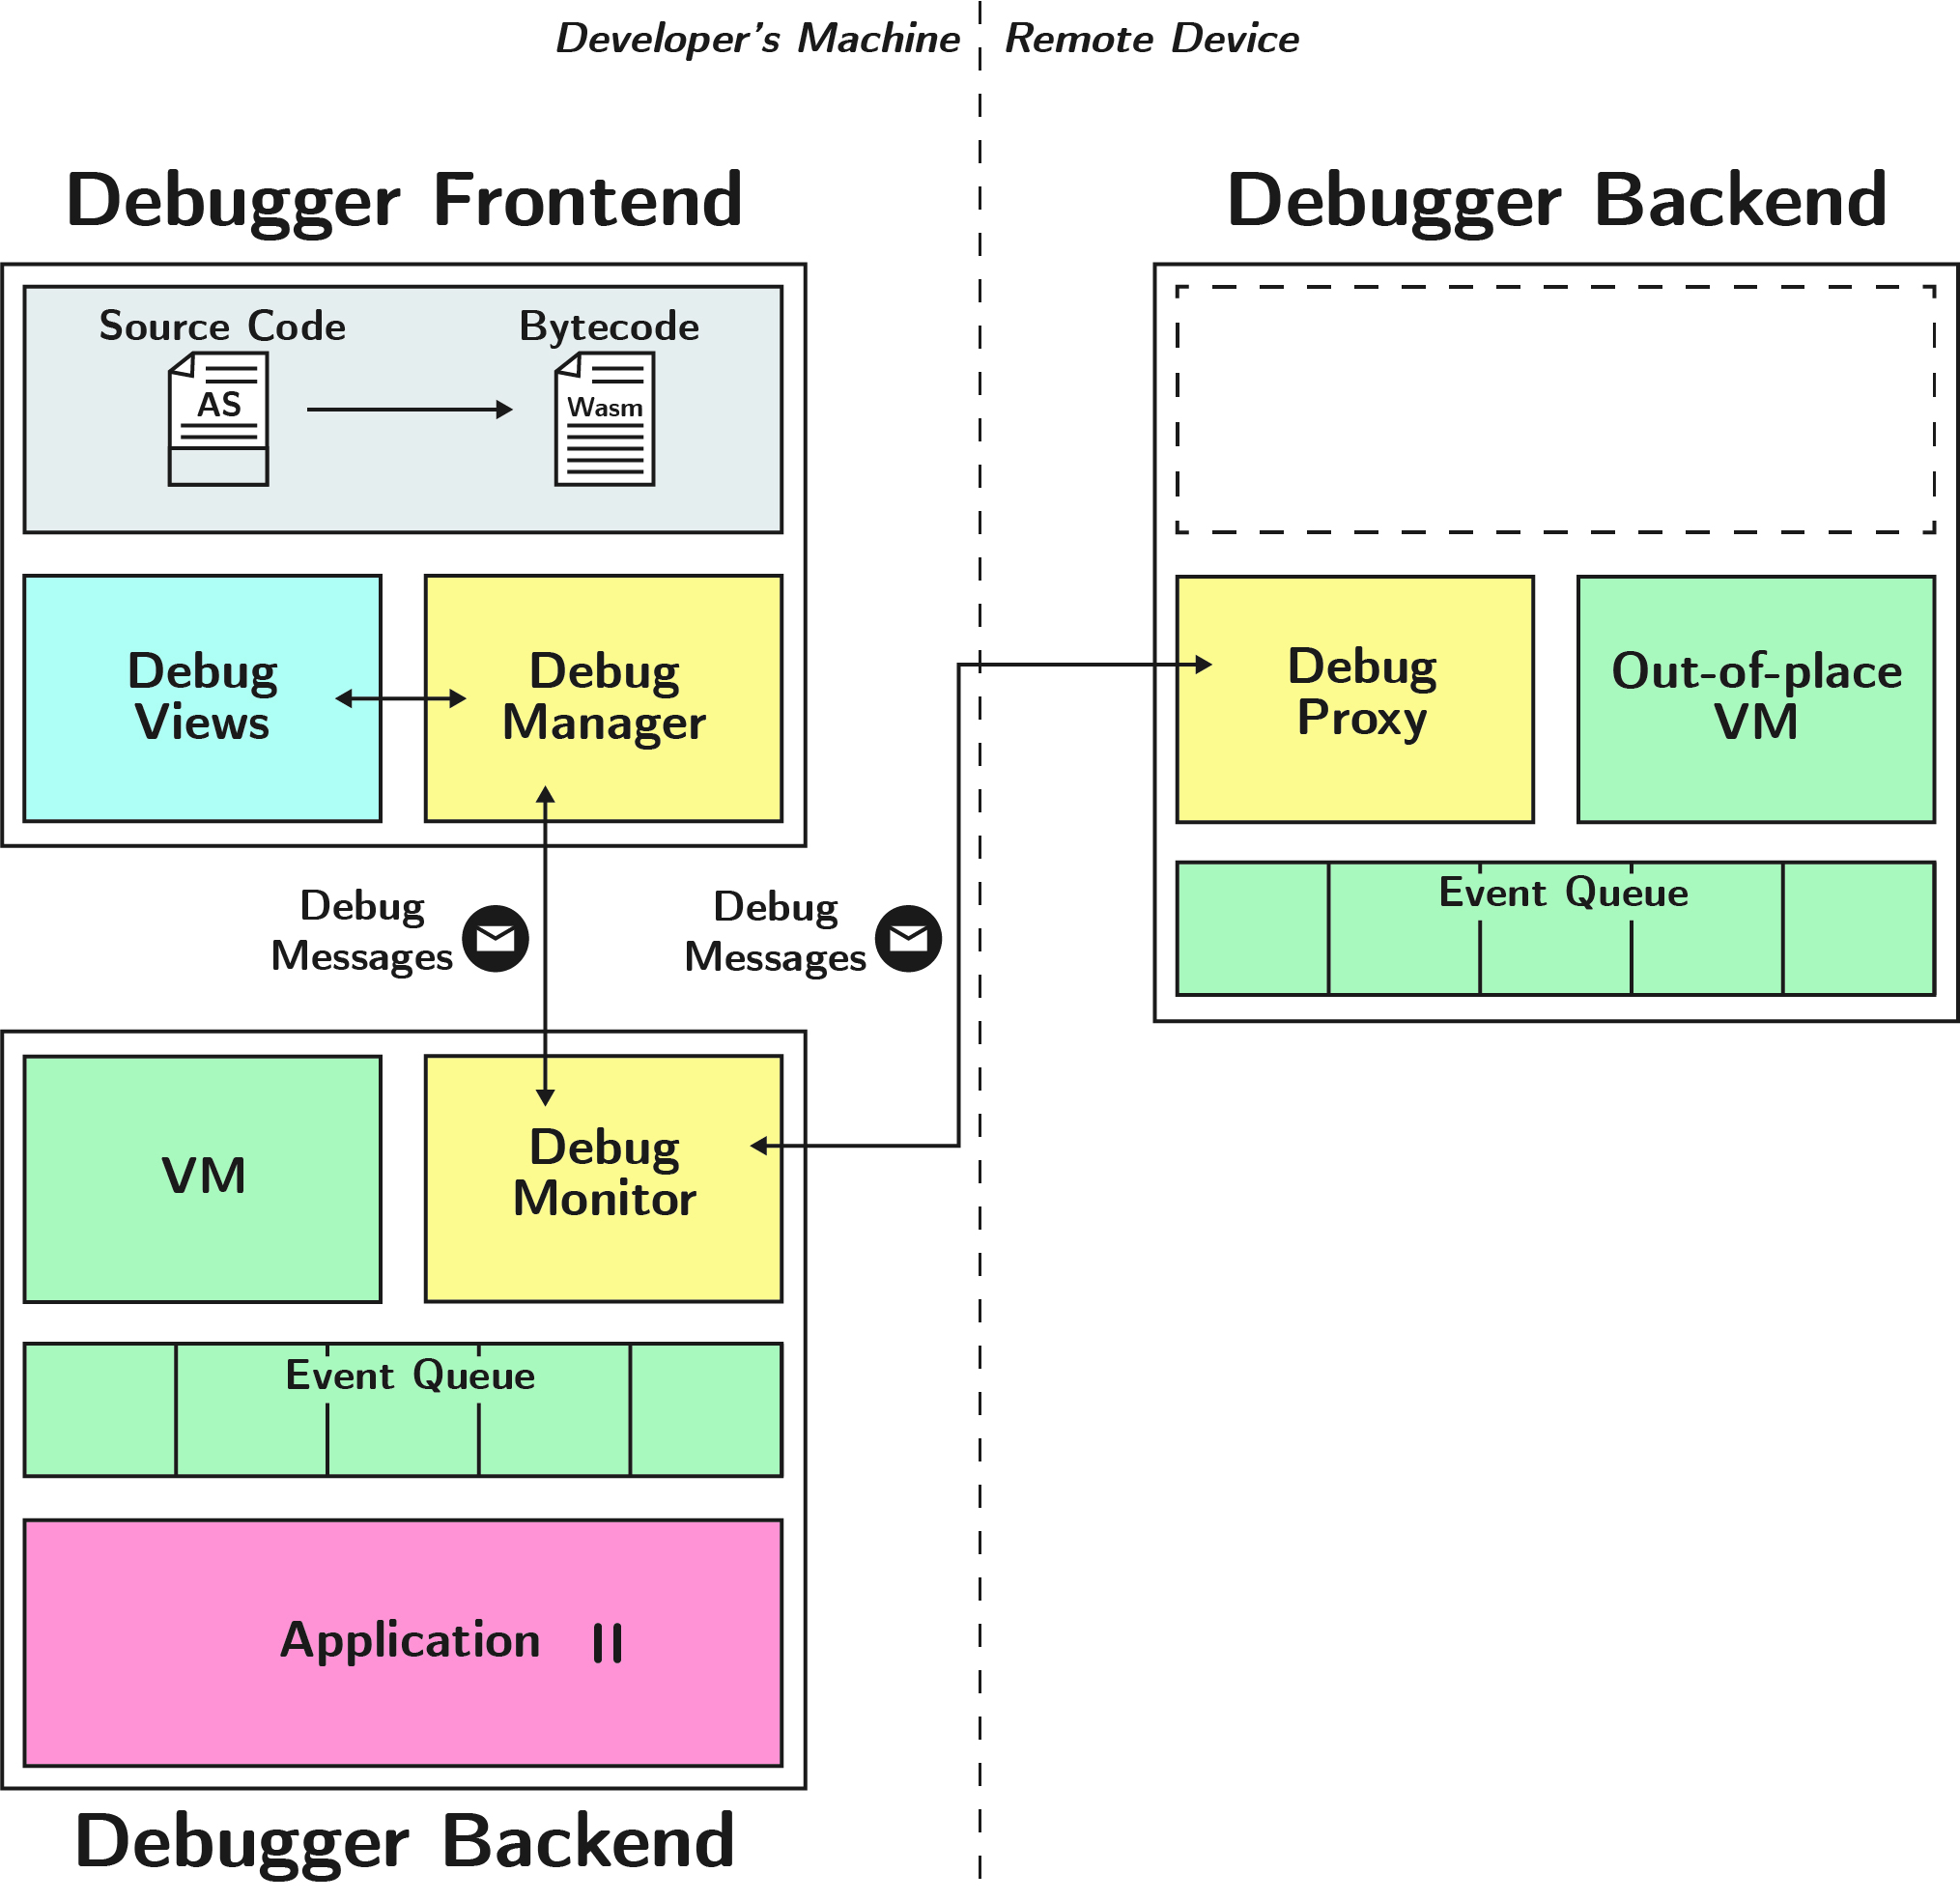 Developer's Machine
Remote Device
Debugger Frontend
Debugger Backend
Source Code
Bytecode
AS
Wasm
Debug
Views
Debug
Manager
Debug
Proxy
Out-of-place
VM
Event Queue
Debug
Messages
Debug
Messages
VM
Debug
Monitor
Event Queue
Application
Debugger Backend